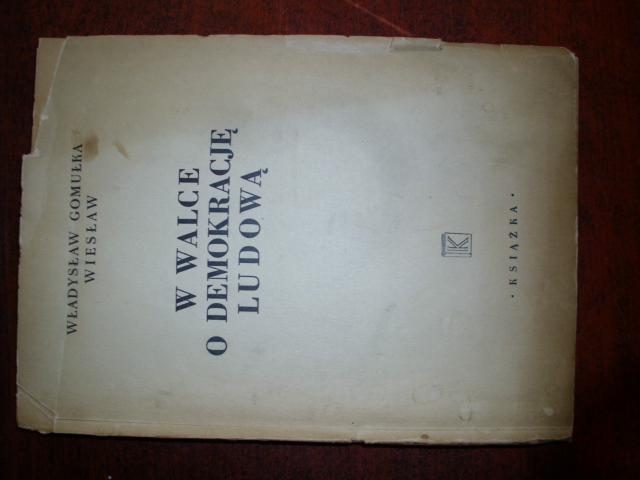 WŁADYSŁAW GOMUŁKA
WIESŁAW
W WALCE
O DEMOKRACJĘ
LUDOWĄ
K
• KSIĄŻKA •